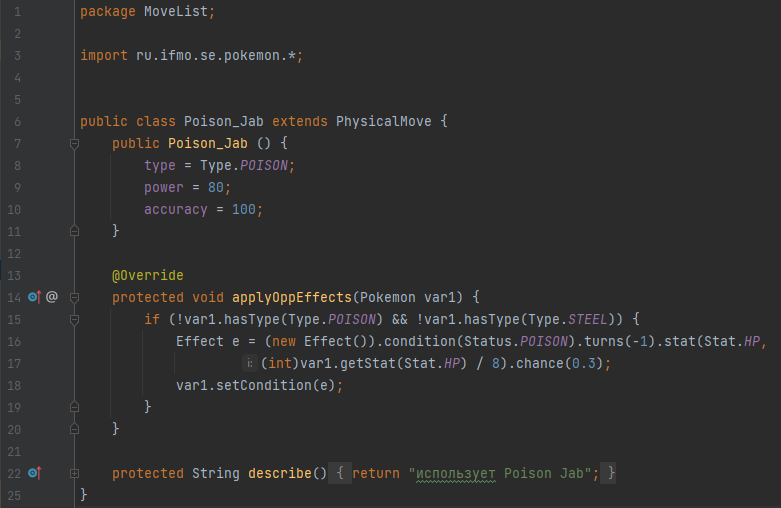 1 package MoveList;
2
3 import ru.ifmo.se.pokemon.*;
4
5
6 public class Poison_Jab extends PhysicalMove {
7 public Poison_Jab () {
8 type = Type.POISON;
9 power = 80;
10 accuracy = 100;
11 }
12
13 @Override
14 @ protected void applyOppEffects(Pokemon var1) {
15 if (!var1.hasType(Type.POISON) && !var1.hasType(Type.STEEL)) {
16 Effect e = (new Effect()).condition(Status.POISON).turns(-1).stat(Stat.HP,
17 i: (int)var1.getStat(Stat.HP) / 8).chance(0.3);
18 var1.setCondition(e);
19 }
20 }
21
22 protected String describe() { return "использует Poison Jab"; }
25 }